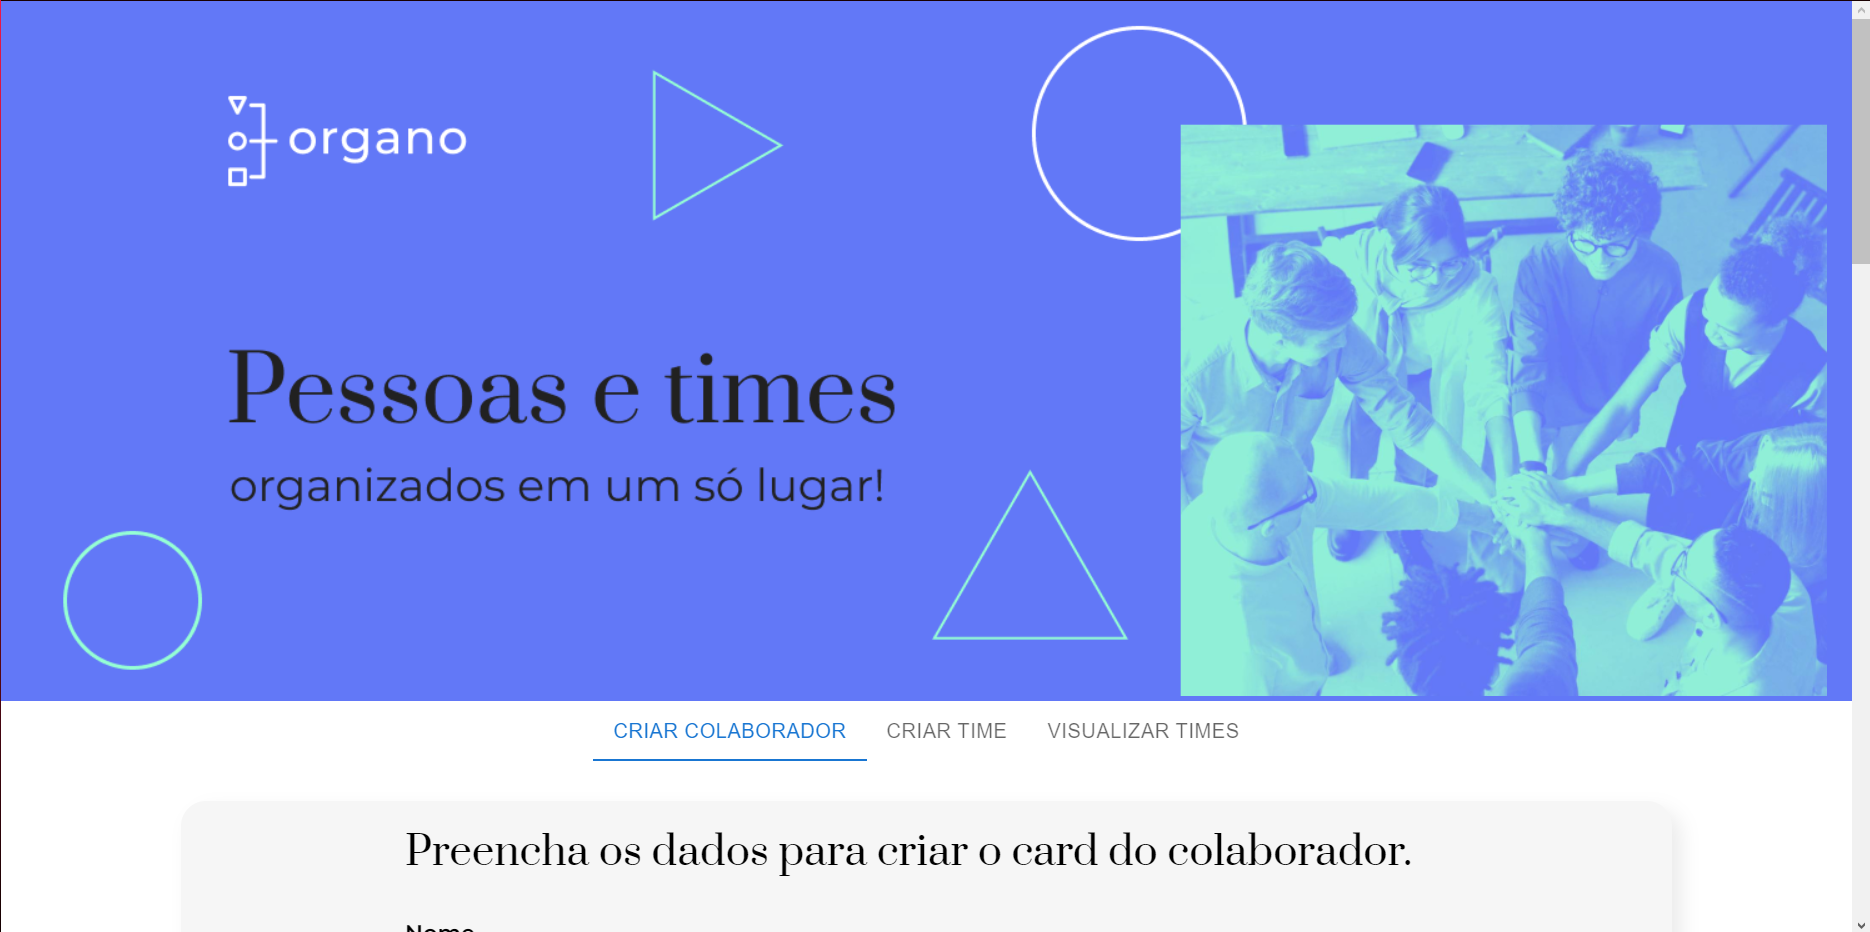 organo
Pessoas e times
organizados em um só lugar!
CRIAR COLABORADOR CRIAR TIME VISUALIZAR TIMES
Preencha os dados para criar o card do colaborador.
Nome